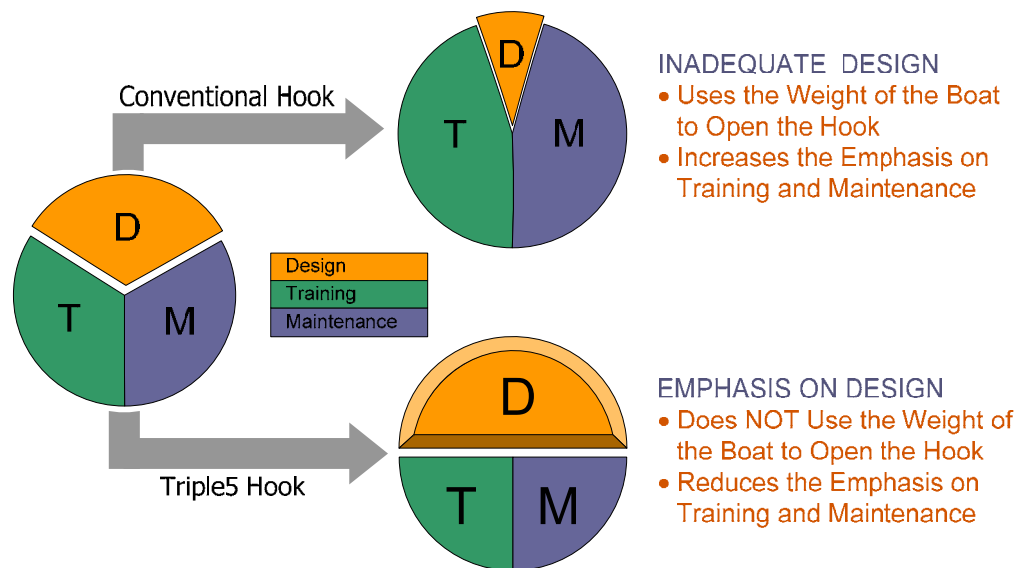 Conventional Hook
D
T
M
INADEQUATE DESIGN
• Uses the Weight of the Boat
to Open the Hook
• Increases the Emphasis on
Training and Maintenance
D
T
M
Design
Training
Maintenance
Triple5 Hook
D
T
M
EMPHASIS ON DESIGN
• Does NOT Use the Weight of
the Boat to Open the Hook
• Reduces the Emphasis on
Training and Maintenance